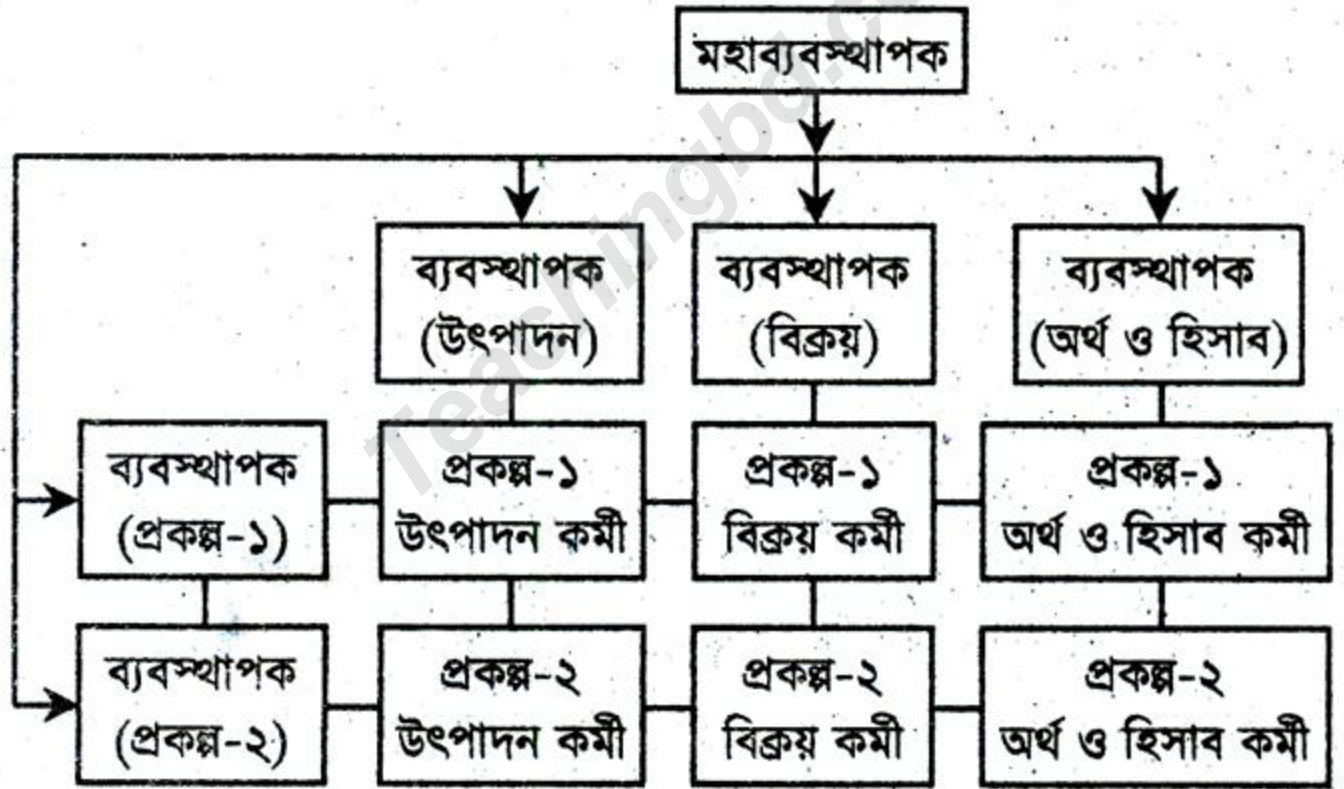 মহাব্যবস্থাপক
ব্যবস্থাপক
(উৎপাদন)
ব্যবস্থাপক
(বিক্রয়)
ব্যবস্থাপক
(অর্থ ও হিসাব)
ব্যবস্থাপক
(প্রকল্প-১)
প্রকল্প-১
উৎপাদন কর্মী
প্রকল্প-১
বিক্রয় কর্মী
প্রকল্প-১
অর্থ ও হিসাব কর্মী
ব্যবস্থাপক
(প্রকল্প-২)
প্রকল্প-২
উৎপাদন কর্মী
প্রকল্প-২
বিক্রয় কর্মী
প্রকল্প-২
অর্থ ও হিসাব কর্মী
Teachingbd.co